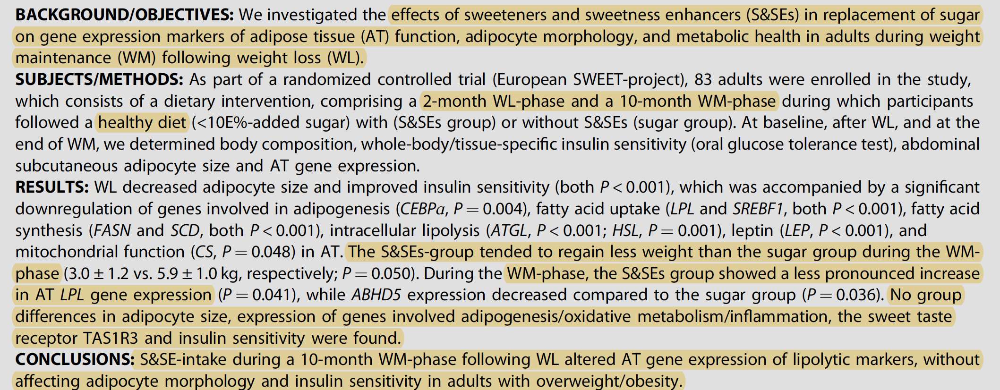 BACKGROUND/OBJECTIVES: We investigated the effects of sweeteners and sweetness enhancers (S&SEs) in replacement of sugar
on gene expression markers of adipose tissue (AT) function, adipocyte morphology, and metabolic health in adults during weight
maintenance (WM) following weight loss (WL).
SUBJECTS/METHODS: As part of a randomized controlled trial (European SWEET-project), 83 adults were enrolled in the study,
which consists of a dietary intervention, comprising a 2-month WL-phase and a 10-month WM-phase during which participants
followed a healthy diet (<10E%-added sugar) with (S&SEs group) or without S&SEs (sugar group). At baseline, after WL, and at the
end of WM, we determined body composition, whole-body/tissue-specific insulin sensitivity (oral glucose tolerance test), abdominal
subcutaneous adipocyte size and AT gene expression.
RESULTS: WL decreased adipocyte size and improved insulin sensitivity (both P < 0.001), which was accompanied by a significant
downregulation of genes involved in adipogenesis (CEBPα, P = 0.004), fatty acid uptake (LPL and SREBF1, both P < 0.001), fatty acid
synthesis (FASN and SCD, both P < 0.001), intracellular lipolysis (ATGL, P < 0.001; HSL, P = 0.001), leptin (LEP, P < 0.001), and
mitochondrial function (CS, P = 0.048) in AT. The S&SEs-group tended to regain less weight than the sugar group during the WM-
phase (3.0 ± 1.2 vs. 5.9 ± 1.0 kg, respectively; P = 0.050). During the WM-phase, the S&SEs group showed a less pronounced increase
in AT LPL gene expression (P = 0.041), while ABHD5 expression decreased compared to the sugar group (P = 0.036). No group
differences in adipocyte size, expression of genes involved adipogenesis/oxidative metabolism/inflammation, the sweet taste
receptor TAS1R3 and insulin sensitivity were found.
CONCLUSIONS: S&SE-intake during a 10-month WM-phase following WL altered AT gene expression of lipolytic markers, without
affecting adipocyte morphology and insulin sensitivity in adults with overweight/obesity.